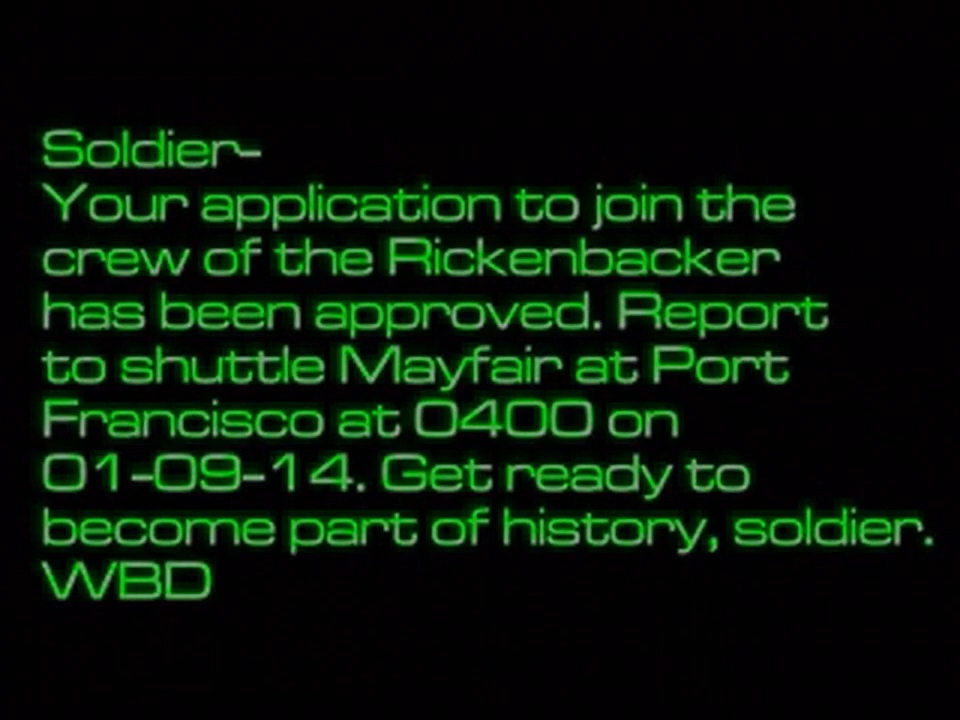 Soldier-
Your application to join the
crew of the Rickenbacker
has been approved. Report
to shuttle Mayfair at Port
Francisco at 0400 on
01-09-14. Get ready to
become part of history, soldier.
WBD